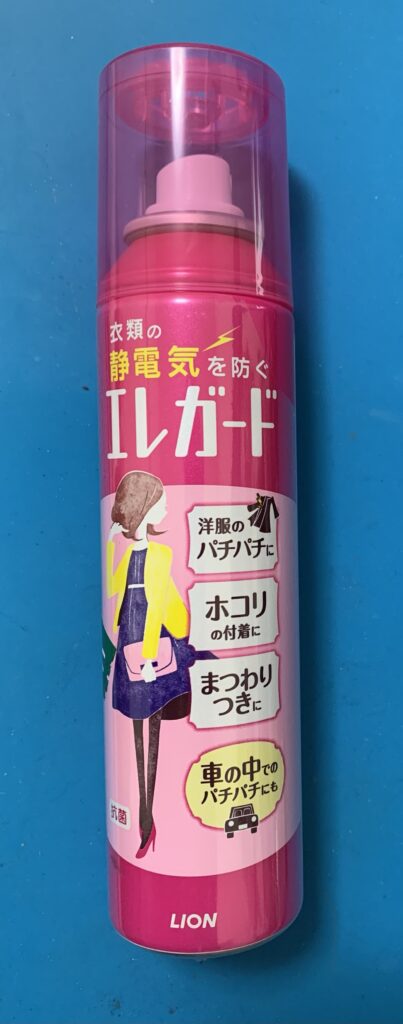 衣類の
静電気を防ぐ
エレガード
洋服の
パチパチに
ホコリ
の付着に
まつわり
つきに
車の中での
パチパチにも
抗菌
LION